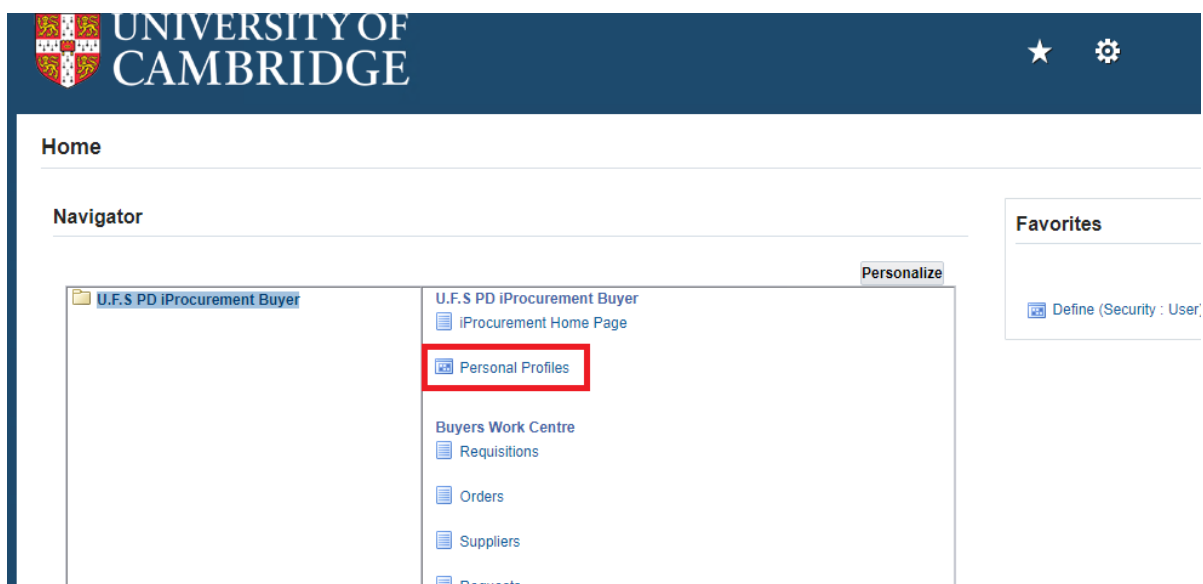 UNIVERSITY OF
CAMBRIDGE
Home
Navigator
Favorites
Personalize
U.F.S PD iProcurement Buyer
U.F.S PD iProcurement Buyer
iProcurement Home Page
Define (Security : User)
Personal Profiles
Buyers Work Centre
Requisitions
Orders
Suppliers
Requests